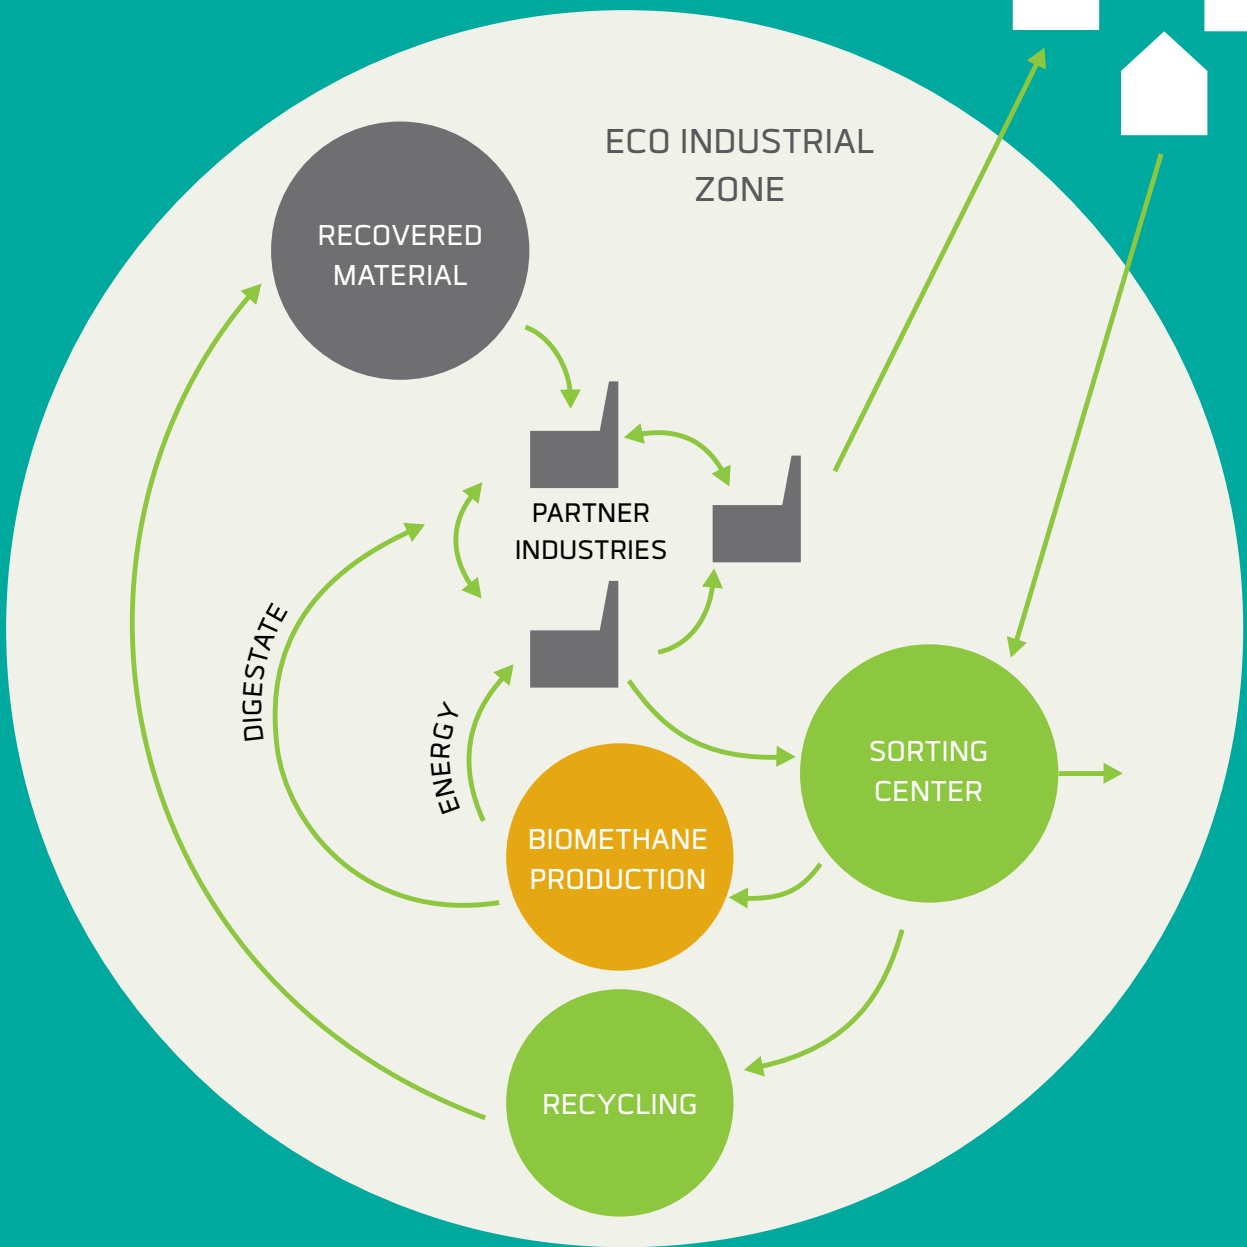 ECO INDUSTRIAL
ZONE
RECOVERED
MATERIAL
PARTNER
INDUSTRIES
DIGESTATE
ENERGY
SORTING
CENTER
BIOMETHANE
PRODUCTION
RECYCLING